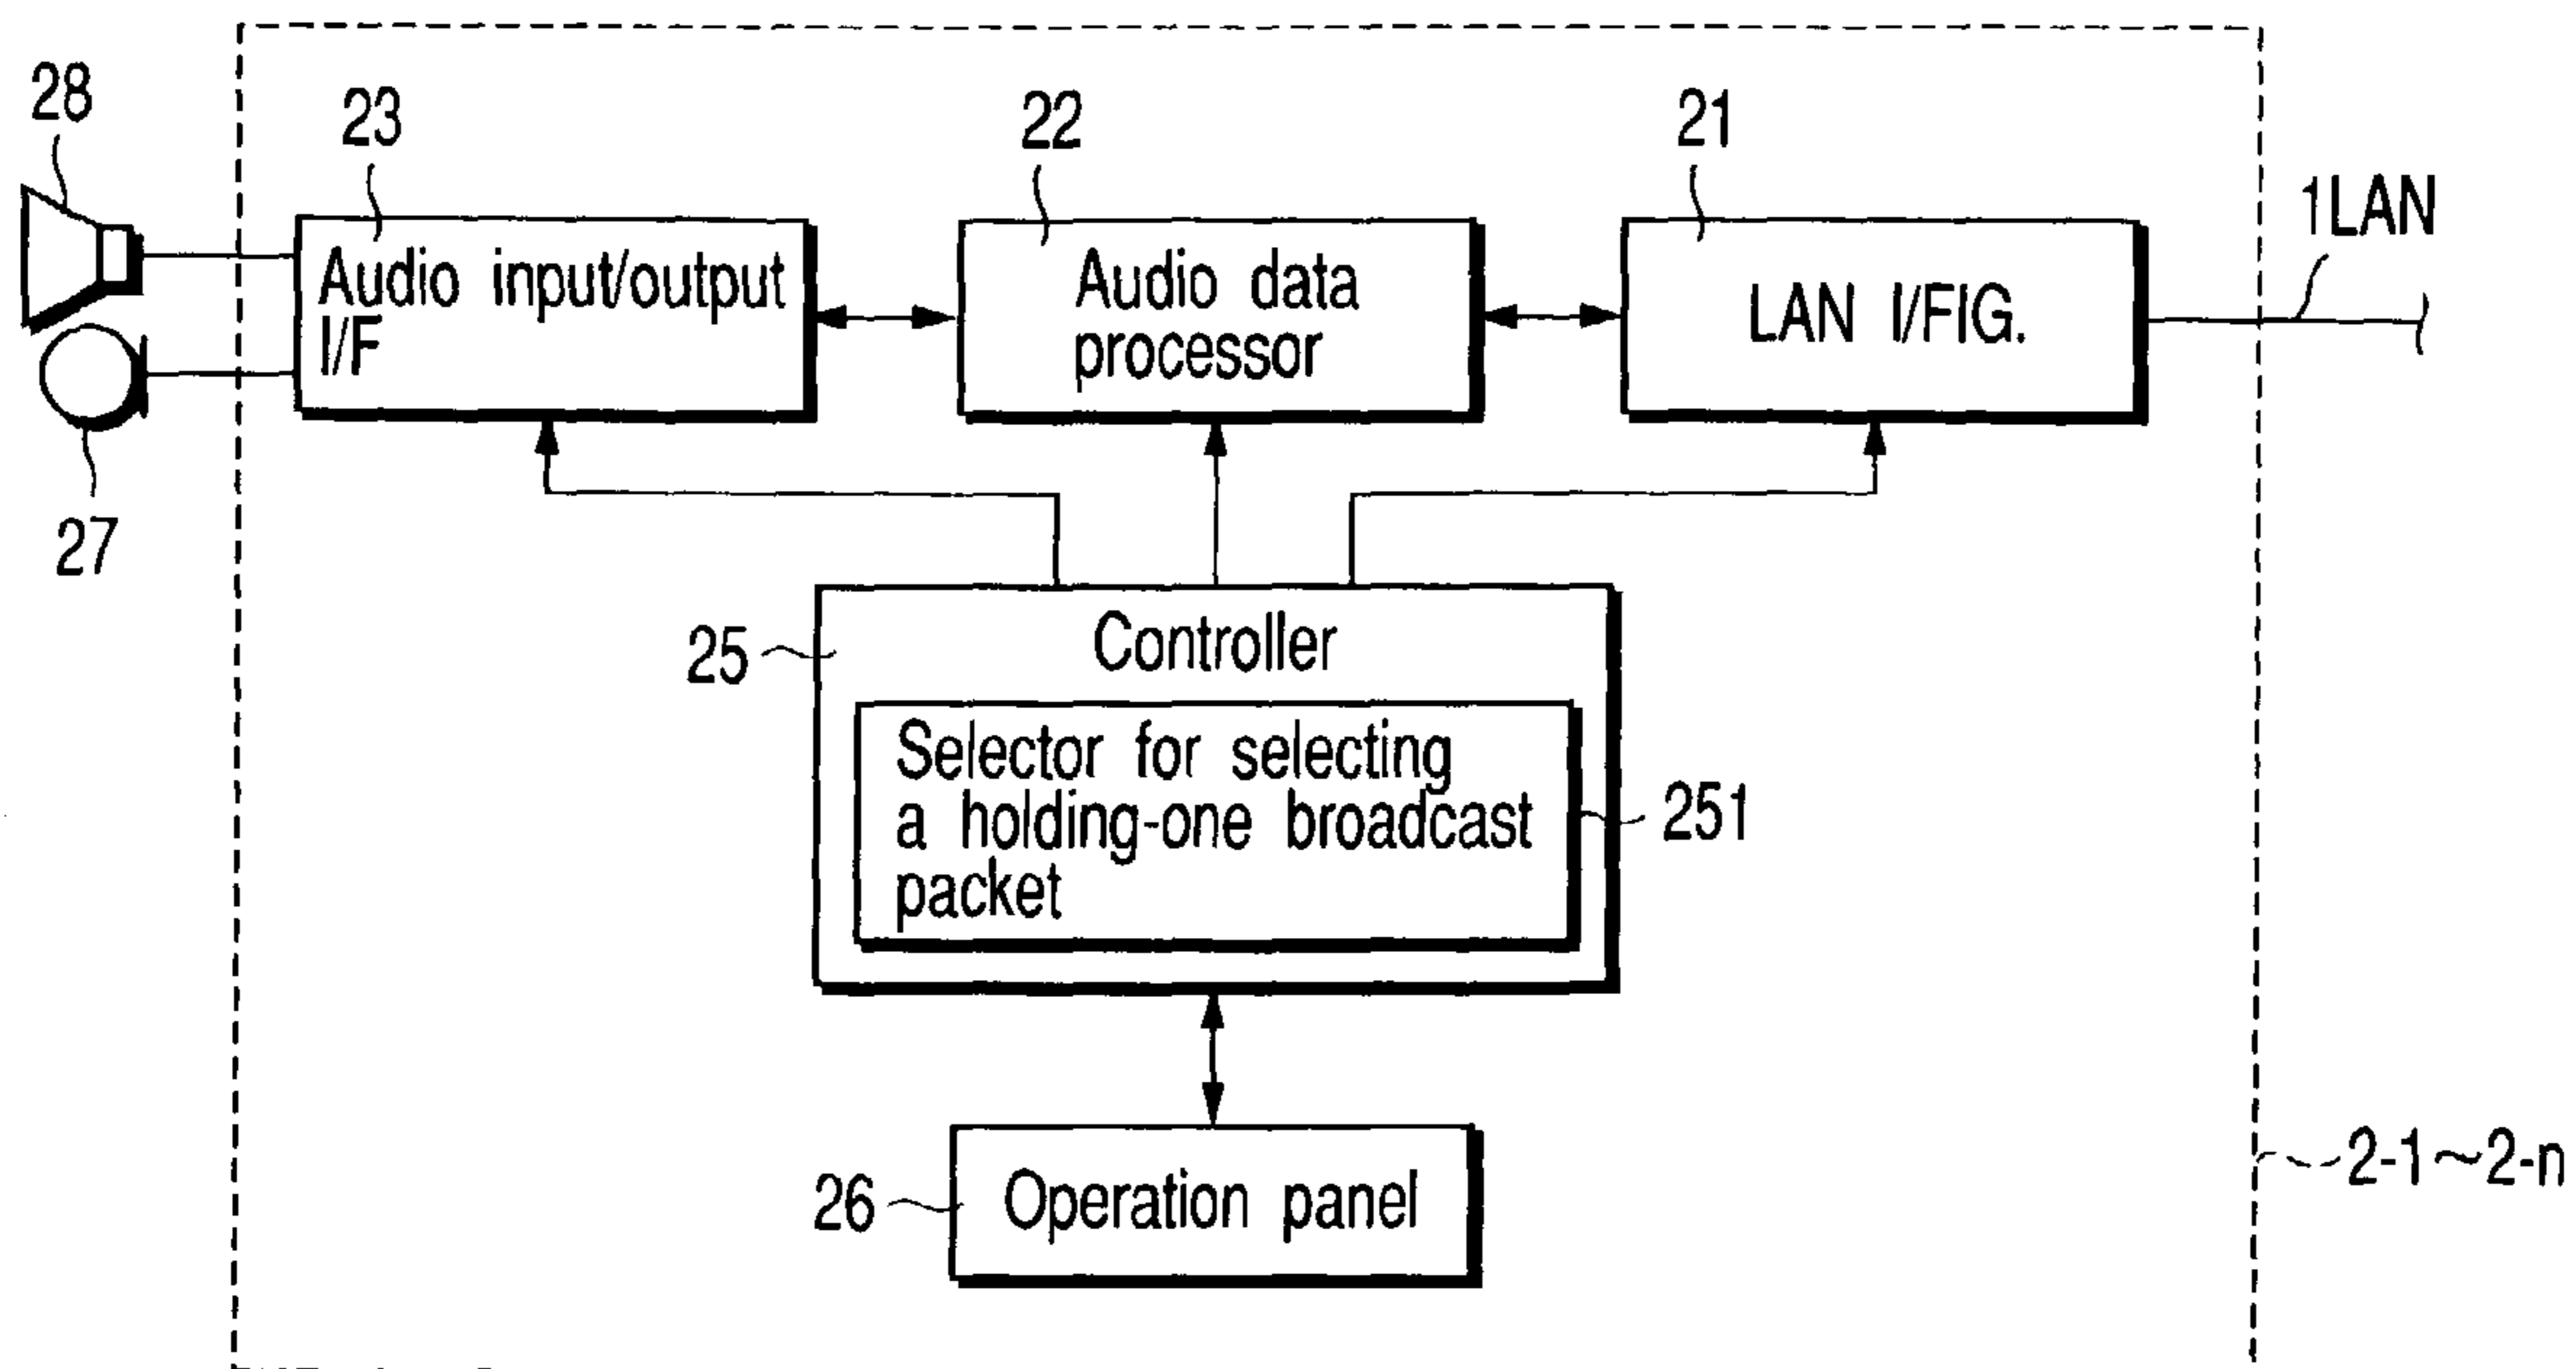 28
23
22
21
1LAN
Audio input/output
I/F
Audio data
processor
LAN I/FIG.
27
25
Controller
Selector for selecting
a holding-one broadcast
packet
251
2-1~2-n
26
Operation panel